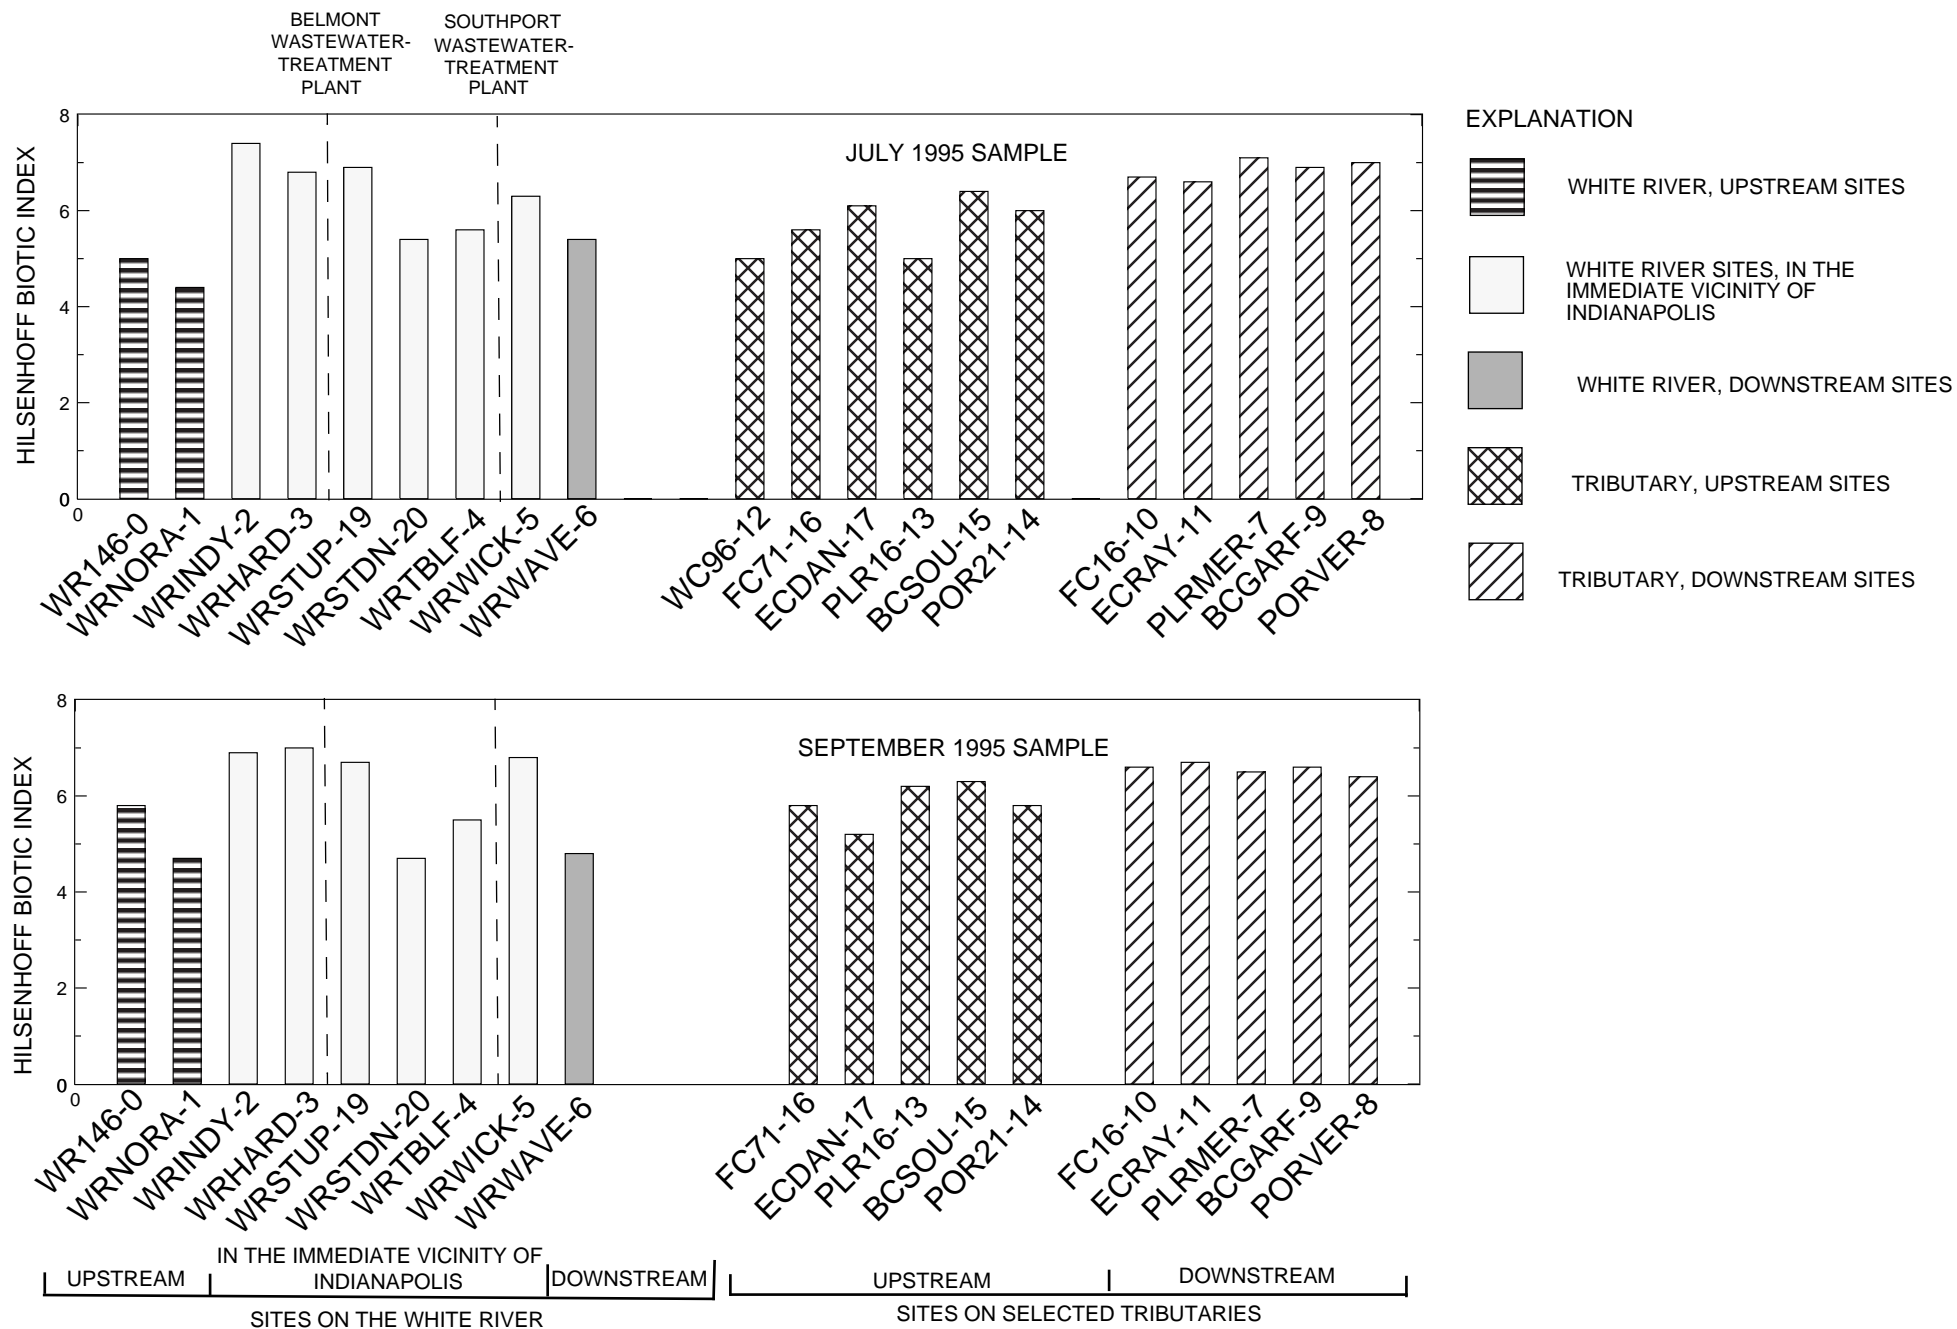 BELMONT
WASTEWATER-
TREATMENT
PLANT
SOUTHPORT
WASTEWATER-
TREATMENT
PLANT
HILSENHOFF BIOTIC INDEX
8
6
4
2
0
0
JULY 1995 SAMPLE
WR146-0
WRNORA-1
WRINDY-2
WRHARD-3
WRSTUP-19
WRSTDN-20
WRTBLF-4
WRWICK-5
WRWAVE-6
WC96-12
FC71-16
ECDAN-17
PLR16-13
BCSOU-15
POR21-14
FC16-10
ECRAY-11
PLRMER-7
BCGARF-9
PORVER-8
EXPLANATION
WHITE RIVER, UPSTREAM SITES
WHITE RIVER SITES, IN THE
IMMEDIATE VICINITY OF
INDIANAPOLIS
WHITE RIVER, DOWNSTREAM SITES
TRIBUTARY, UPSTREAM SITES
TRIBUTARY, DOWNSTREAM SITES
HILSENHOFF BIOTIC INDEX
8
6
4
2
0
0
SEPTEMBER 1995 SAMPLE
WR146-0
WRNORA-1
WRINDY-2
WRHARD-3
WRSTUP-19
WRSTDN-20
WRTBLF-4
WRWICK-5
WRWAVE-6
FC71-16
ECDAN-17
PLR16-13
BCSOU-15
POR21-14
FC16-10
ECRAY-11
PLRMER-7
BCGARF-9
PORVER-8
UPSTREAM
IN THE IMMEDIATE VICINITY OF
INDIANAPOLIS
DOWNSTREAM
SITES ON THE WHITE RIVER
UPSTREAM
DOWNSTREAM
SITES ON SELECTED TRIBUTARIES